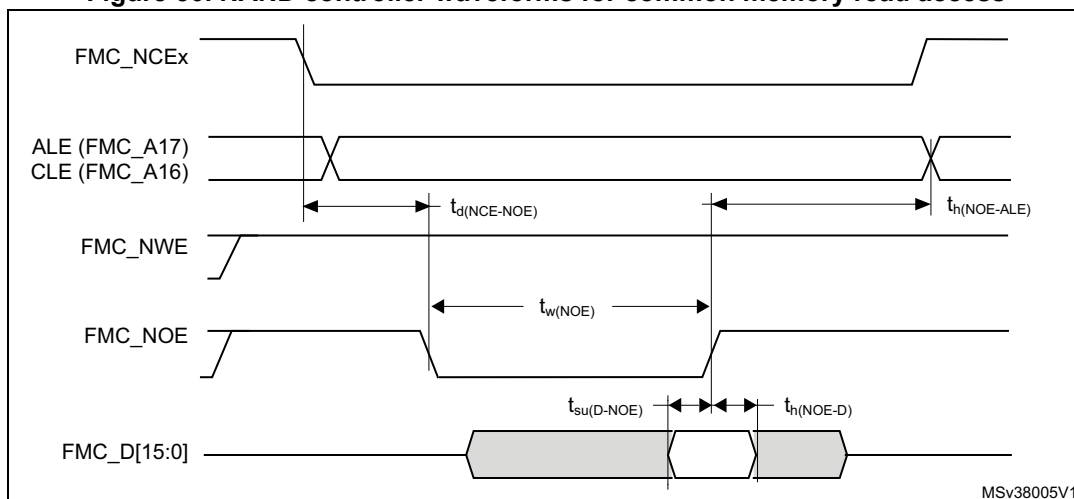 Figure NAND controller waveforms for common memory read access
FMC_NCEx
ALE (FMC_A17)
CLE (FMC_A16)
td(NCE-NOE)
th(NOE-ALE)
FMC_NWE
tw(NOE)
FMC_NOE
tsu(D-NOE)
th(NOE-D)
FMC_D[15:0]
MSv38005V1